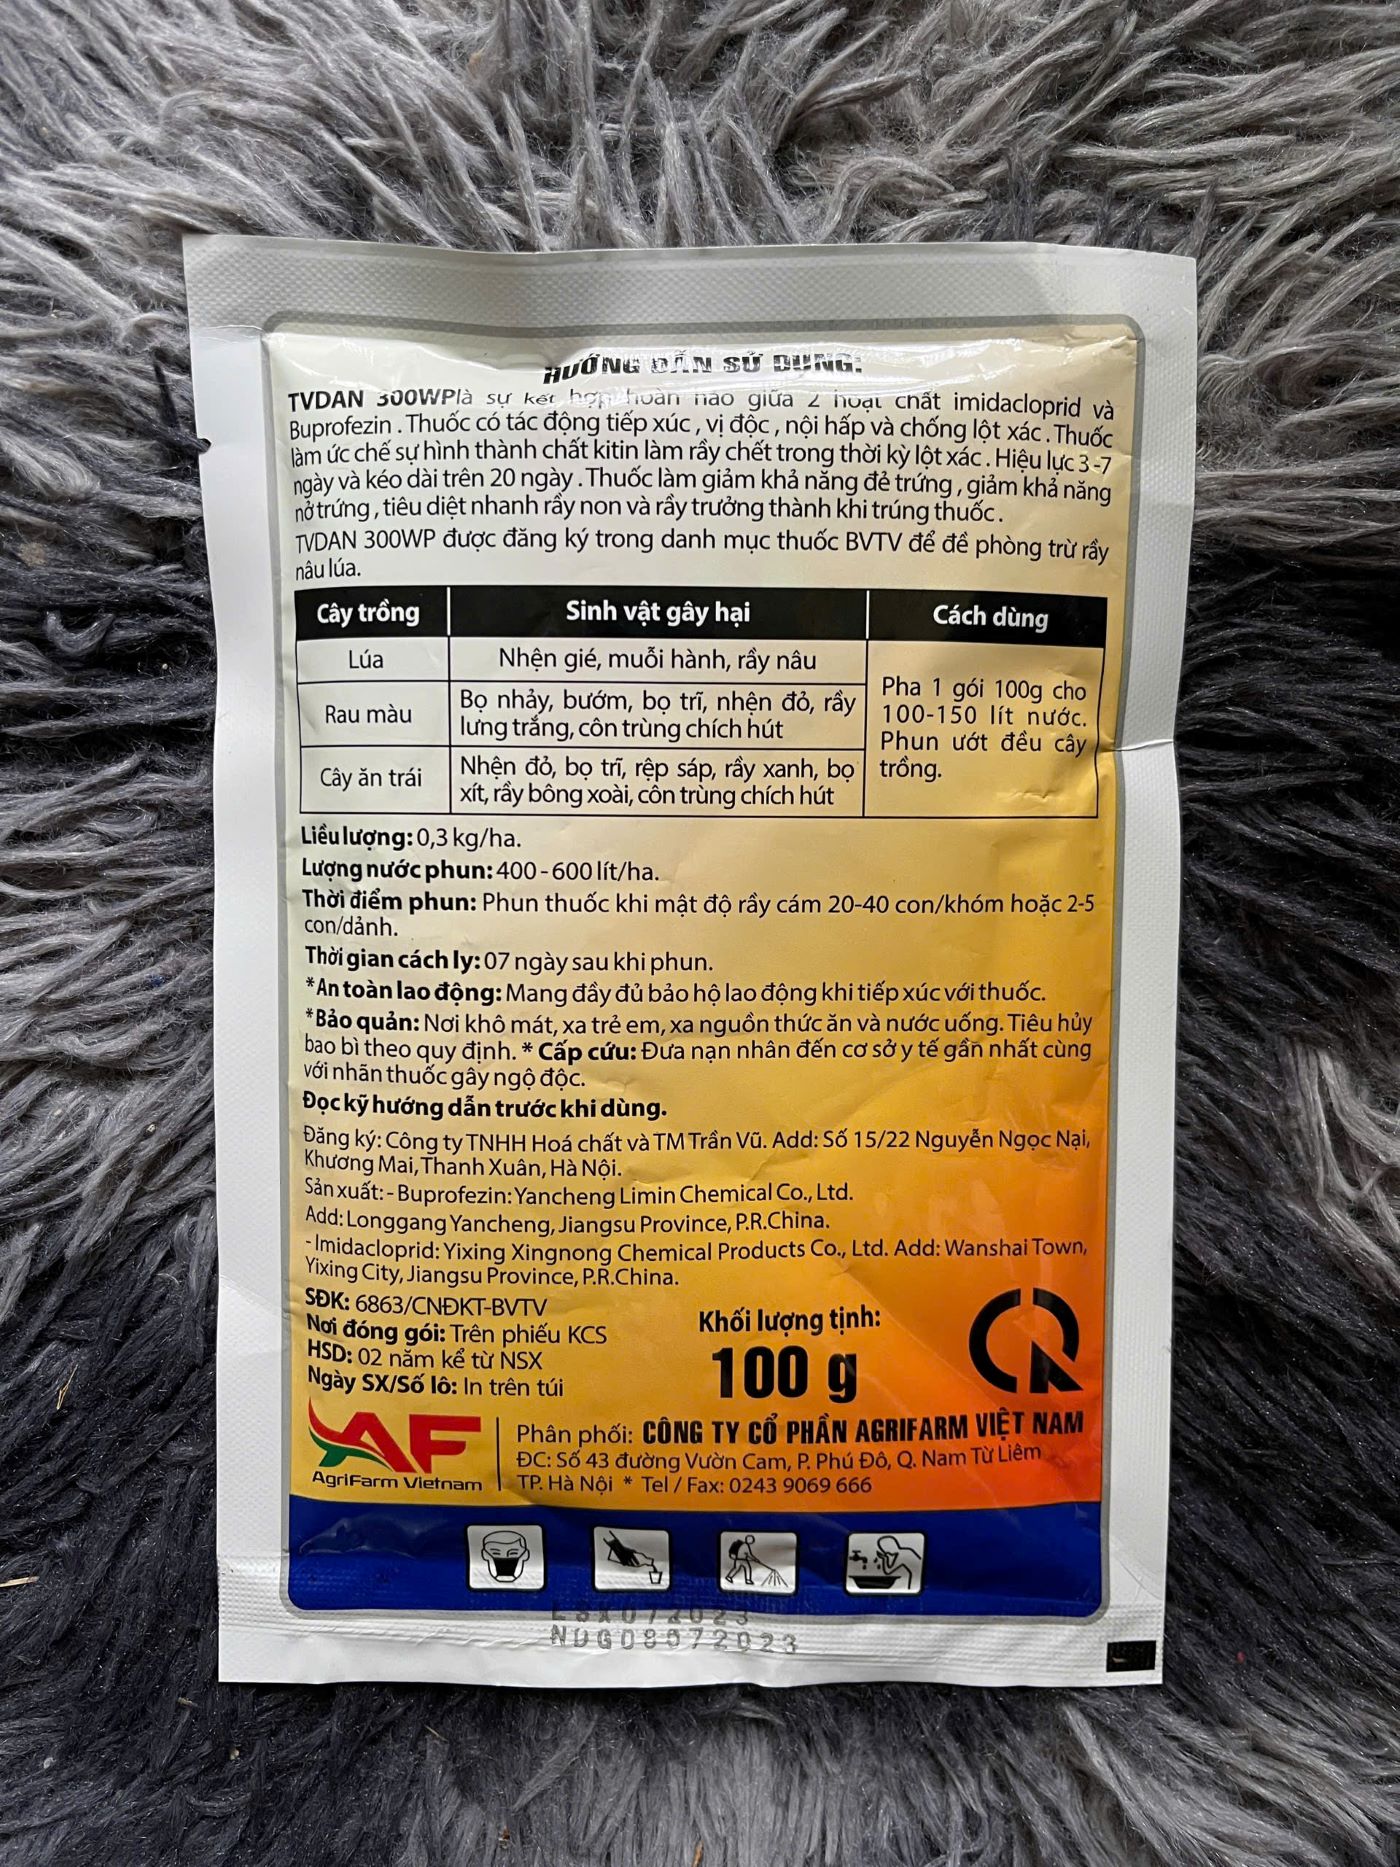 HƯỚNG DẪN SỬ DỤNG:
TVDAN 300WPlà sự kết hợp hoàn hảo giữa 2 hoạt chất imidacloprid và
Buprofezin . Thuốc có tác động tiếp xúc , vị độc , nội hấp và chống lột xác . Thuốc
làm ức chế sự hình thành chất kitin làm rầy chết trong thời kỳ lột xác . Hiệu lực 3 -7
ngày và kéo dài trên 20 ngày . Thuốc làm giảm khả năng đẻ trứng , giảm khả năng
nở trứng , tiêu diệt nhanh rầy non và rầy trưởng thành khi trúng thuốc .
TVDAN 300WP được đăng ký trong danh mục thuốc BVTV để đề phòng trừ rầy
nâu lúa.
Cây trồng Sinh vật gây hại Cách dùng
Lúa Nhện gié, muỗi hành, rầy nâu
Rau màu Bọ nhảy, bướm, bọ trĩ, nhện đỏ, rầy
lưng trắng, côn trùng chích hút
Cây ăn trái Nhện đỏ, bọ trĩ, rệp sáp, rầy xanh, bọ
xít, rầy bông xoài, côn trùng chích hút
Pha 1 gói 100g cho
100-150 lít nước.
Phun ướt đều cây
trồng.
Liều lượng: 0,3 kg/ha.
Lượng nước phun: 400 - 600 lít/ha.
Thời điểm phun: Phun thuốc khi mật độ rầy cám 20-40 con/khóm hoặc 2-5
con/dảnh.
Thời gian cách ly: 07 ngày sau khi phun.
*An toàn lao động: Mang đầy đủ bảo hộ lao động khi tiếp xúc với thuốc.
*Bảo quản: Nơi khô mát, xa trẻ em, xa nguồn thức ăn và nước uống. Tiêu hủy
bao bì theo quy định. * Cấp cứu: Đưa nạn nhân đến cơ sở y tế gần nhất cùng
với nhãn thuốc gây ngộ độc.
Đọc kỹ hướng dẫn trước khi dùng.
Đăng ký: Công ty TNHH Hoá chất và TM Trần Vũ. Add: Số 15/22 Nguyễn Ngọc Nại,
Khương Mai, Thanh Xuân, Hà Nội.
Sản xuất: - Buprofezin: Yancheng Limin Chemical Co., Ltd.
Add: Longgang Yancheng, Jiangsu Province, P.R.China.
- Imidacloprid: Yixing Xingnong Chemical Products Co., Ltd. Add: Wanshai Town,
Yixing City, Jiangsu Province, P.R.China.
SĐK: 6863/CNĐKT-BVTV
Nơi đóng gói: Trên phiếu KCS
HSD: 02 năm kể từ NSX
Ngày SX/Số lô: In trên túi
Khối lượng tịnh:
100 g
CR
AF
AgriFarm Vietnam
Phân phối: CÔNG TY CỔ PHẦN AGRIFARM VIỆT NAM
ĐC: Số 43 đường Vườn Cam, P. Phú Đô, Q. Nam Từ Liêm
TP. Hà Nội * Tel / Fax: 0243 9069 666
LSX072023
NDG08072023